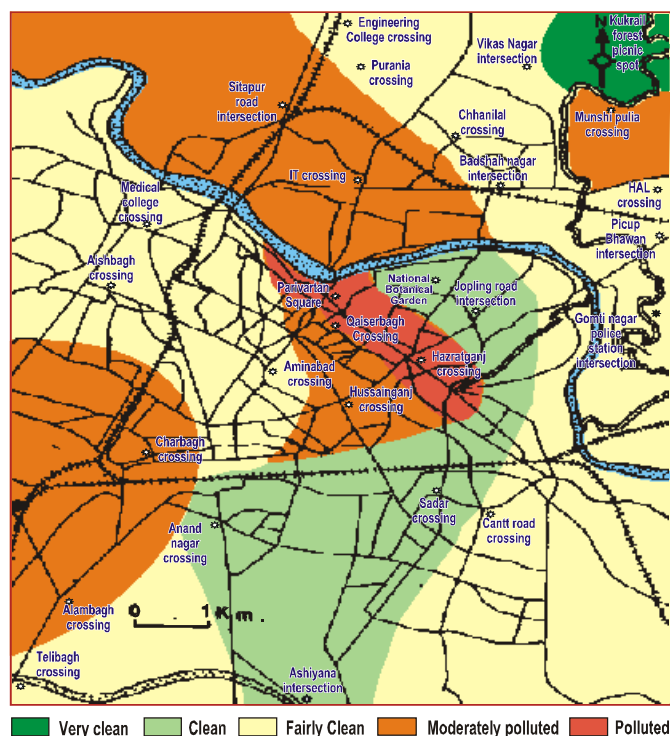 Engineering
College crossing
Kukrail
forest
picnic
spot
N
Vikas Nagar
intersection
Purania
crossing
Sitapur
road
intersection
Chhanilal
crossing
Munshi pulia
crossing
Badshah nagar
intersection
IT crossing
Medical
college
crossing
HAL
crossing
Picup
Bhawan
intersection
Aishbagh
crossing
National
Botanical
Garden
Parivartan
Square
Jopling road
intersection
Qaiserbagh
Crossing
Gomti nagar
police
station
intersection
Hazratganj
crossing
Aminabad
crossing
Hussainganj
crossing
Charbagh
crossing
Sadar
crossing
Cantt road
crossing
Anand
nagar
crossing
Alambagh
crossing
0 1 K m.
Telibagh
crossing
Ashiyana
intersection
Very clean Clean Fairly Clean Moderately polluted Polluted